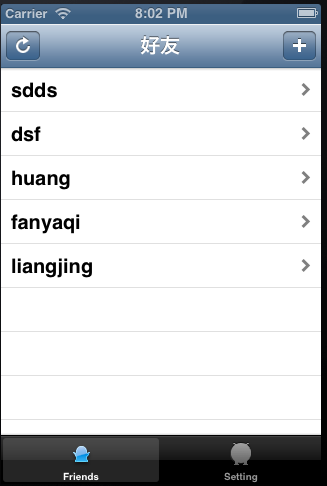 Carrier 8:02 PM
好友
sdds
dsf
huang
fanyaqi
liangjing
Friends Setting